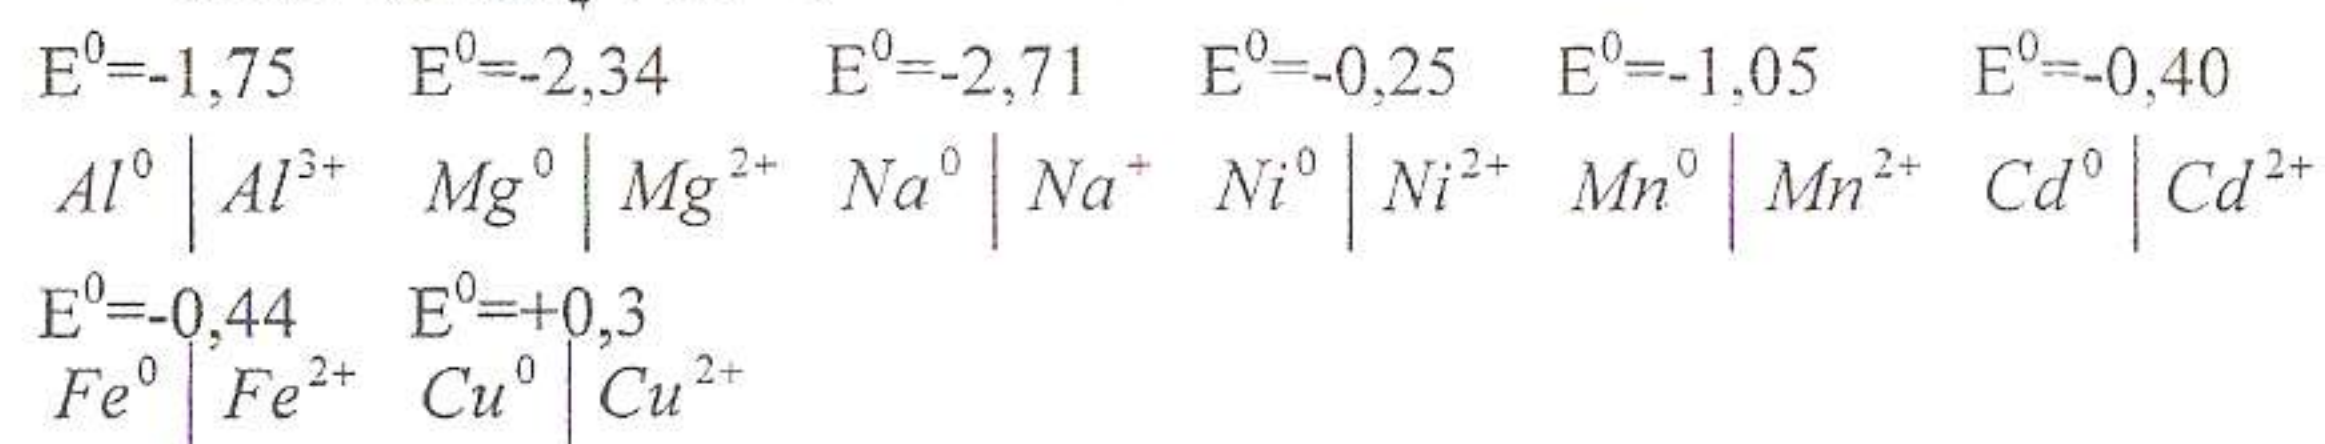 E⁰=-1,75 E⁰=-2,34 E⁰=-2,71 E⁰=-0,25 E⁰=-1,05 E⁰=-0,40
Al⁰ | Al³⁺ Mg⁰ | Mg²⁺ Na⁰ | Na⁺ Ni⁰ | Ni²⁺ Mn⁰ | Mn²⁺ Cd⁰ | Cd²⁺
E⁰=-0,44 E⁰=+0,3
Fe⁰ | Fe²⁺ Cu⁰ | Cu²⁺